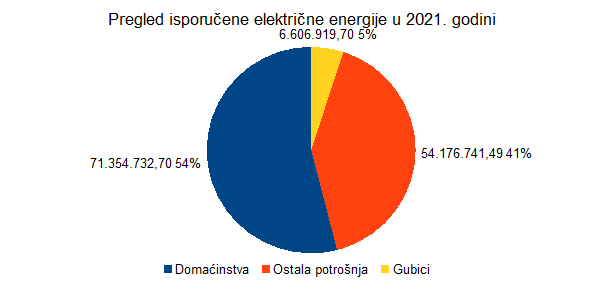 Pregled isporučene električne energije u 2021. godini
6.606.919,70 5%
54.176.741,49 41%
71.354.732,70 54%
Domaćinstva Ostala potrošnja Gubici